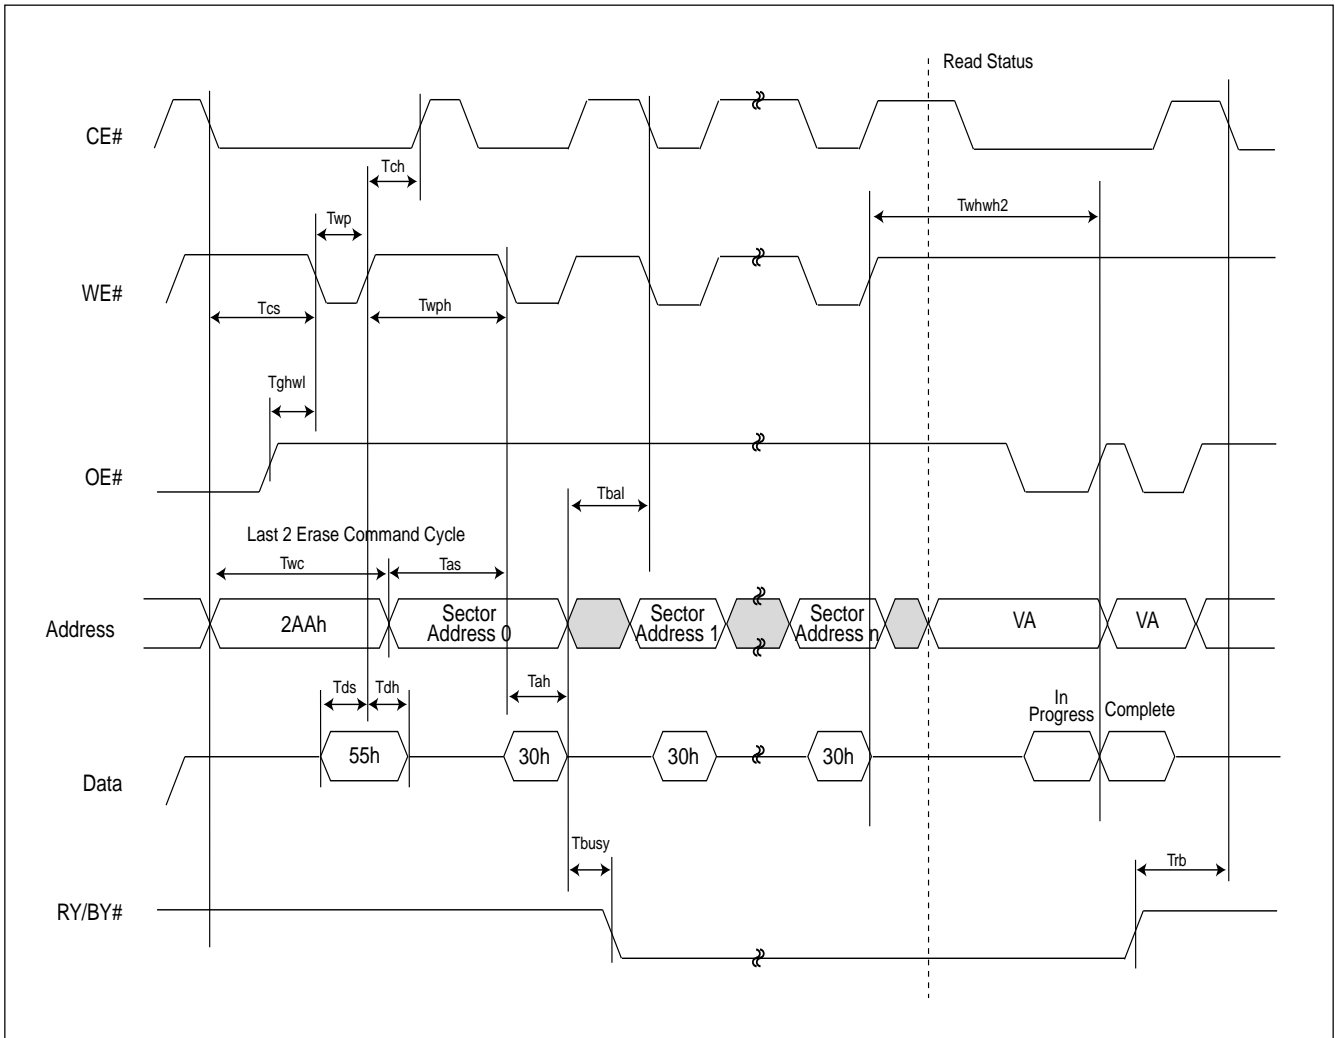 Read Status
CE#
Tch
Twhwh2
Twp
WE#
Tcs
Twph
Tghwl
OE#
Tbal
Last 2 Erase Command Cycle
Twc
Tas
Address
2AAh
Sector
Address 0
Sector
Address 1
Sector
Address n
VA
VA
Tds
Tdh
Tah
In
Progress
Complete
Data
55h
30h
30h
30h
Tbusy
Trb
RY/BY#